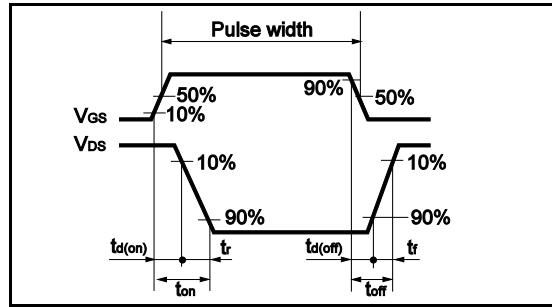 Pulse width
90%
50%
50%
VGS
10%
VDS
10%
10%
90%
90%
td(on)
tr
td(off)
tf
ton
toff